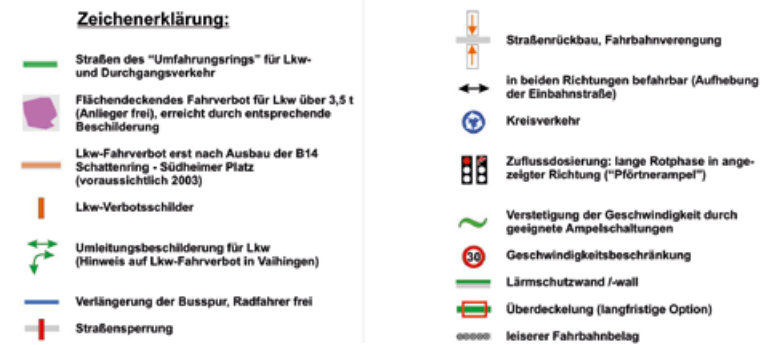 Zeichenerklärung:
Straßen des “Umfahrungsrings” für Lkw-
und Durchgangsverkehr
Flächendeckendes Fahrverbot für Lkw über 3,5 t
(Anlieger frei), erreicht durch entsprechende
Beschilderung
Lkw-Fahrverbot erst nach Ausbau der B14
Schattenring - Südheimer Platz
(voraussichtlich 2003)
Lkw-Verbotsschilder
Umleitungsbeschilderung für Lkw
(Hinweis auf Lkw-Fahrverbot in Vaihingen)
Verlängerung der Busspur, Radfahrer frei
Straßensperrung
Straßenrückbau, Fahrbahnverengung
in beiden Richtungen befahrbar (Aufhebung
der Einbahnstraße)
Kreisverkehr
Zuflussdosierung: lange Rotphase in ange-
zeigter Richtung (“Pförtnerampel”)
Verstetigung der Geschwindigkeit durch
geeignete Ampelschaltungen
30
Geschwindigkeitsbeschränkung
Lärmschutzwand /-wall
Überdeckelung (langfristige Option)
leiserer Fahrbahnbelag